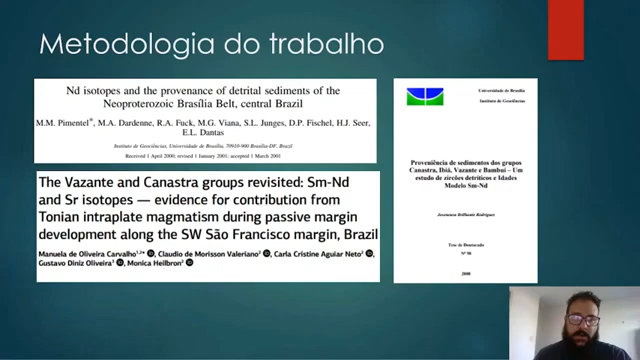 Metodologia do trabalho
Nd isotopes and the provenance of detrital sediments of the
Neoproterozoic Brasília Belt, central Brazil
M.M. Pimentel*, M.A. Dardenne, R.A. Fuck, M.G. Viana, S.L. Junges, D.P. Fischel, H.J. Seer,
E.L. Dantas
Instituto de Geociências, Universidade de Brasília, 70910-900 Brasília-DF, Brazil
Received 1 April 2000; revised 1 January 2001; accepted 1 March 2001
The Vazante and Canastra groups revisited: Sm-Nd
and Sr isotopes — evidence for contribution from
Tonian intraplate magmatism during passive margin
development along the SW São Francisco margin, Brazil
Manuela de Oliveira Carvalho, Claudio de Morisson Valeriano, Carla Cristine Aguiar Neto,
Gustavo Diniz Oliveira, Monica Heilbron
Universidade de Brasília
Instituto de Geociências
Proveniência de sedimentos dos grupos
Canastra, Ibiá, Vazante e Bambuí – Um
estudo de zircões detríticos e Idades
Modelo Sm-Nd
Joseneusa Brilhante Rodrigues
Tese de Doutorado
Nº 90
2008